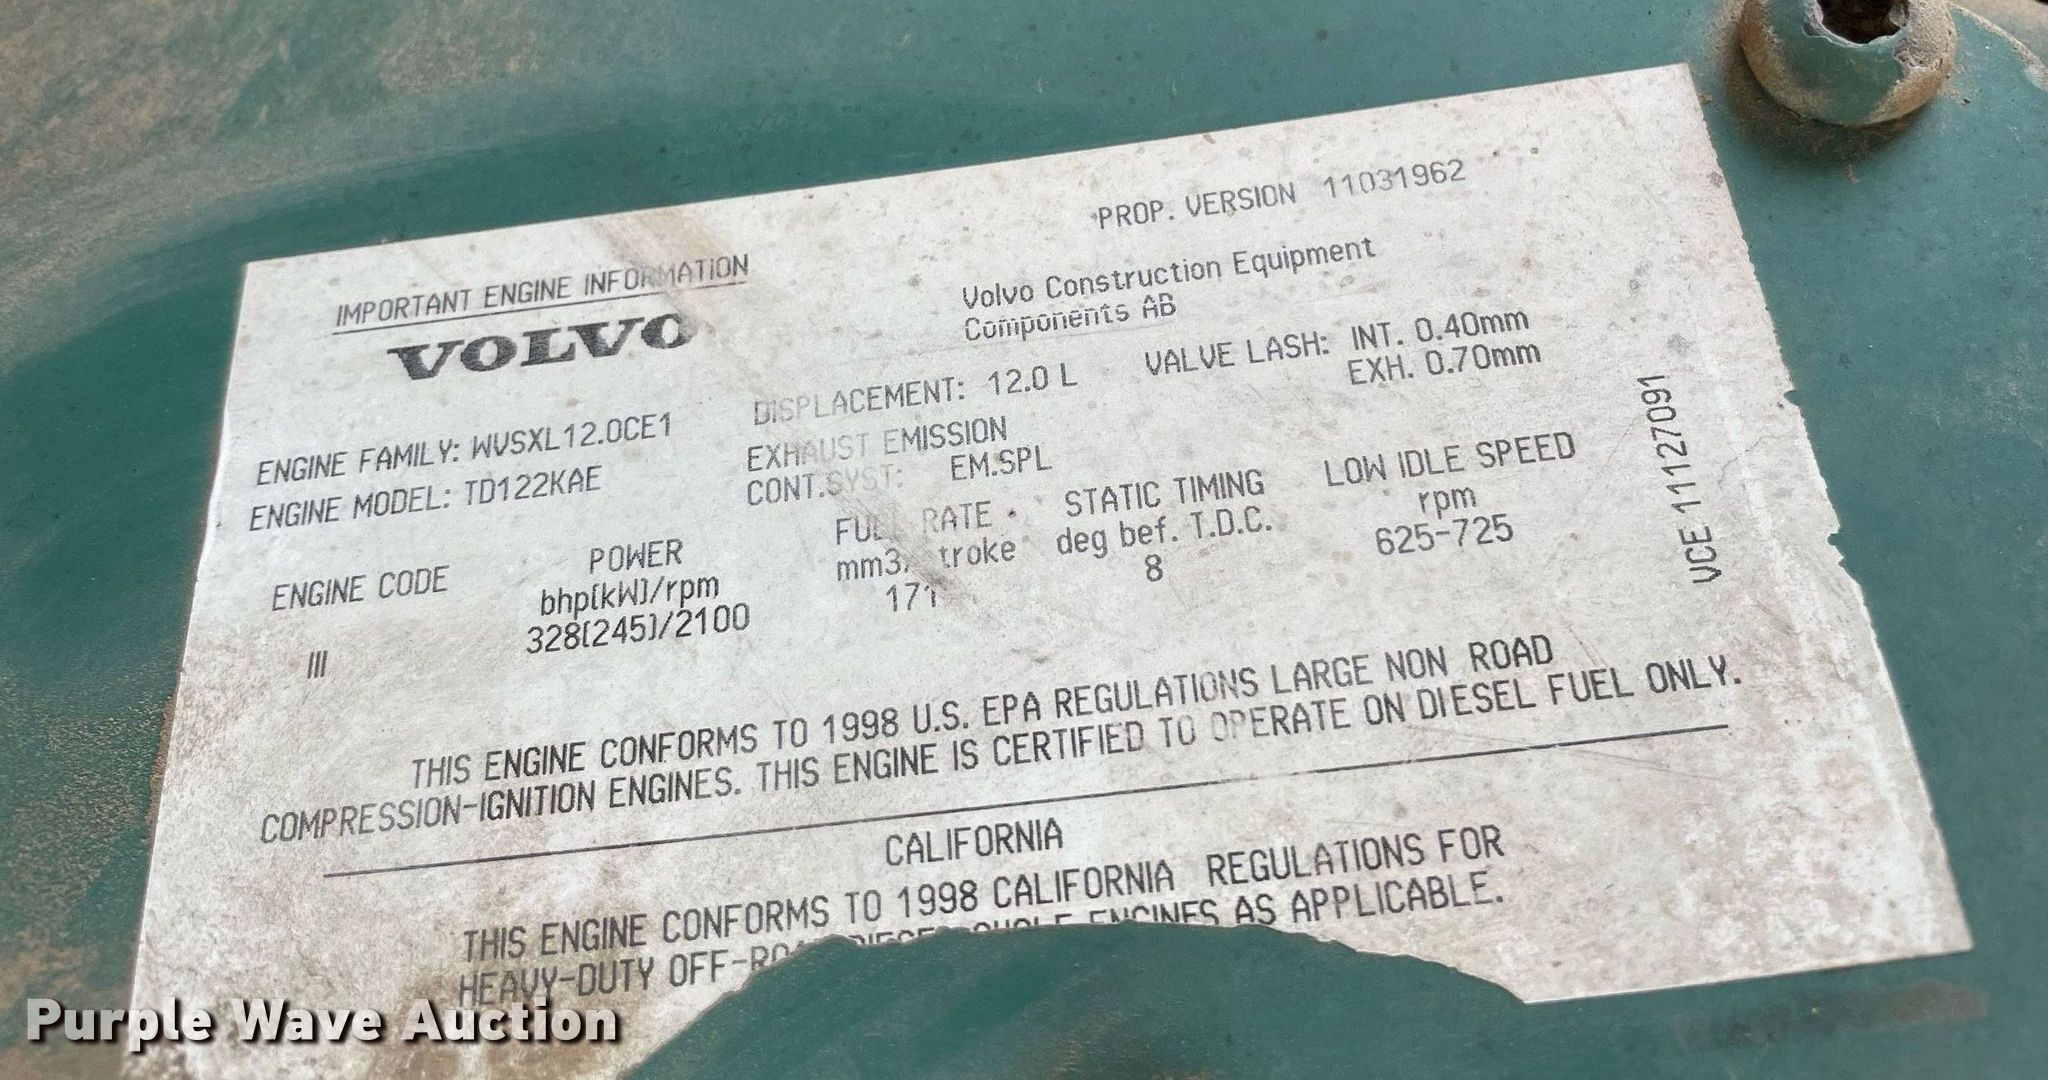 PROP. VERSION 11031962
IMPORTANT ENGINE INFORMATION
VOLVO
Volvo Construction Equipment
Components AB
ENGINE FAMILY: WVSXL12.0CE1
DISPLACEMENT: 12.0 L
VALVE LASH: INT. 0.40mm
EXH. 0.70mm
ENGINE MODEL: TD122KAE
EXHAUST EMISSION
CONT.SYST: EM.SPL
ENGINE CODE
III
POWER
bhp(kW)/rpm
328(245)/2100
FUEL RATE
mm3/stroke
171
STATIC TIMING
deg bef. T.D.C.
8
LOW IDLE SPEED
rpm
625-725
VCE 11127091
THIS ENGINE CONFORMS TO 1998 U.S. EPA REGULATIONS LARGE NON ROAD
COMPRESSION-IGNITION ENGINES. THIS ENGINE IS CERTIFIED TO OPERATE ON DIESEL FUEL ONLY.
CALIFORNIA
THIS ENGINE CONFORMS TO 1998 CALIFORNIA REGULATIONS FOR
HEAVY-DUTY ENGINES AS APPLICABLE.
Purple Wave Auction